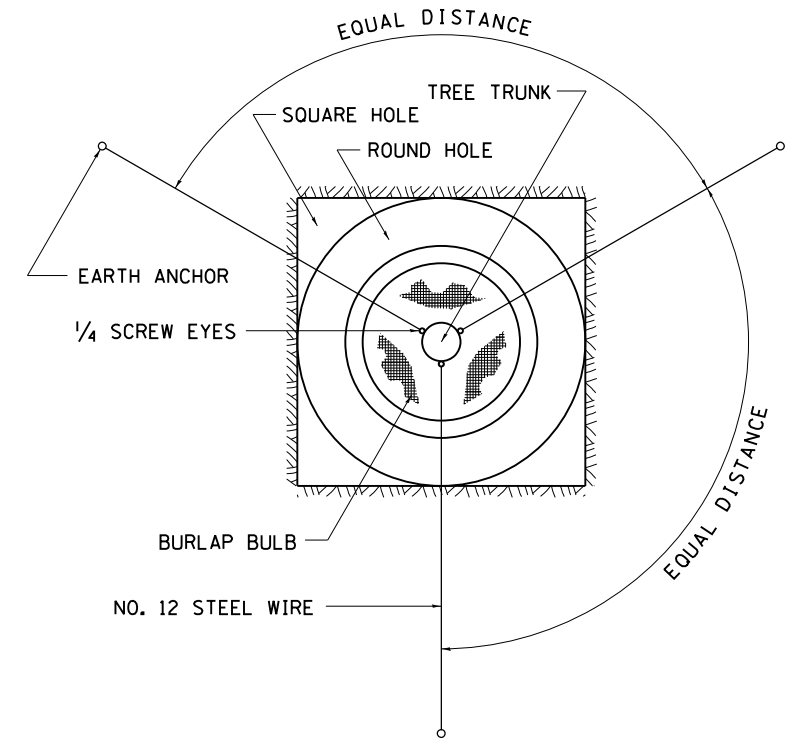 EQUAL DISTANCE
TREE TRUNK
SQUARE HOLE
ROUND HOLE
EARTH ANCHOR
1/4 SCREW EYES
EQUAL DISTANCE
BURLAP BULB
NO. 12 STEEL WIRE